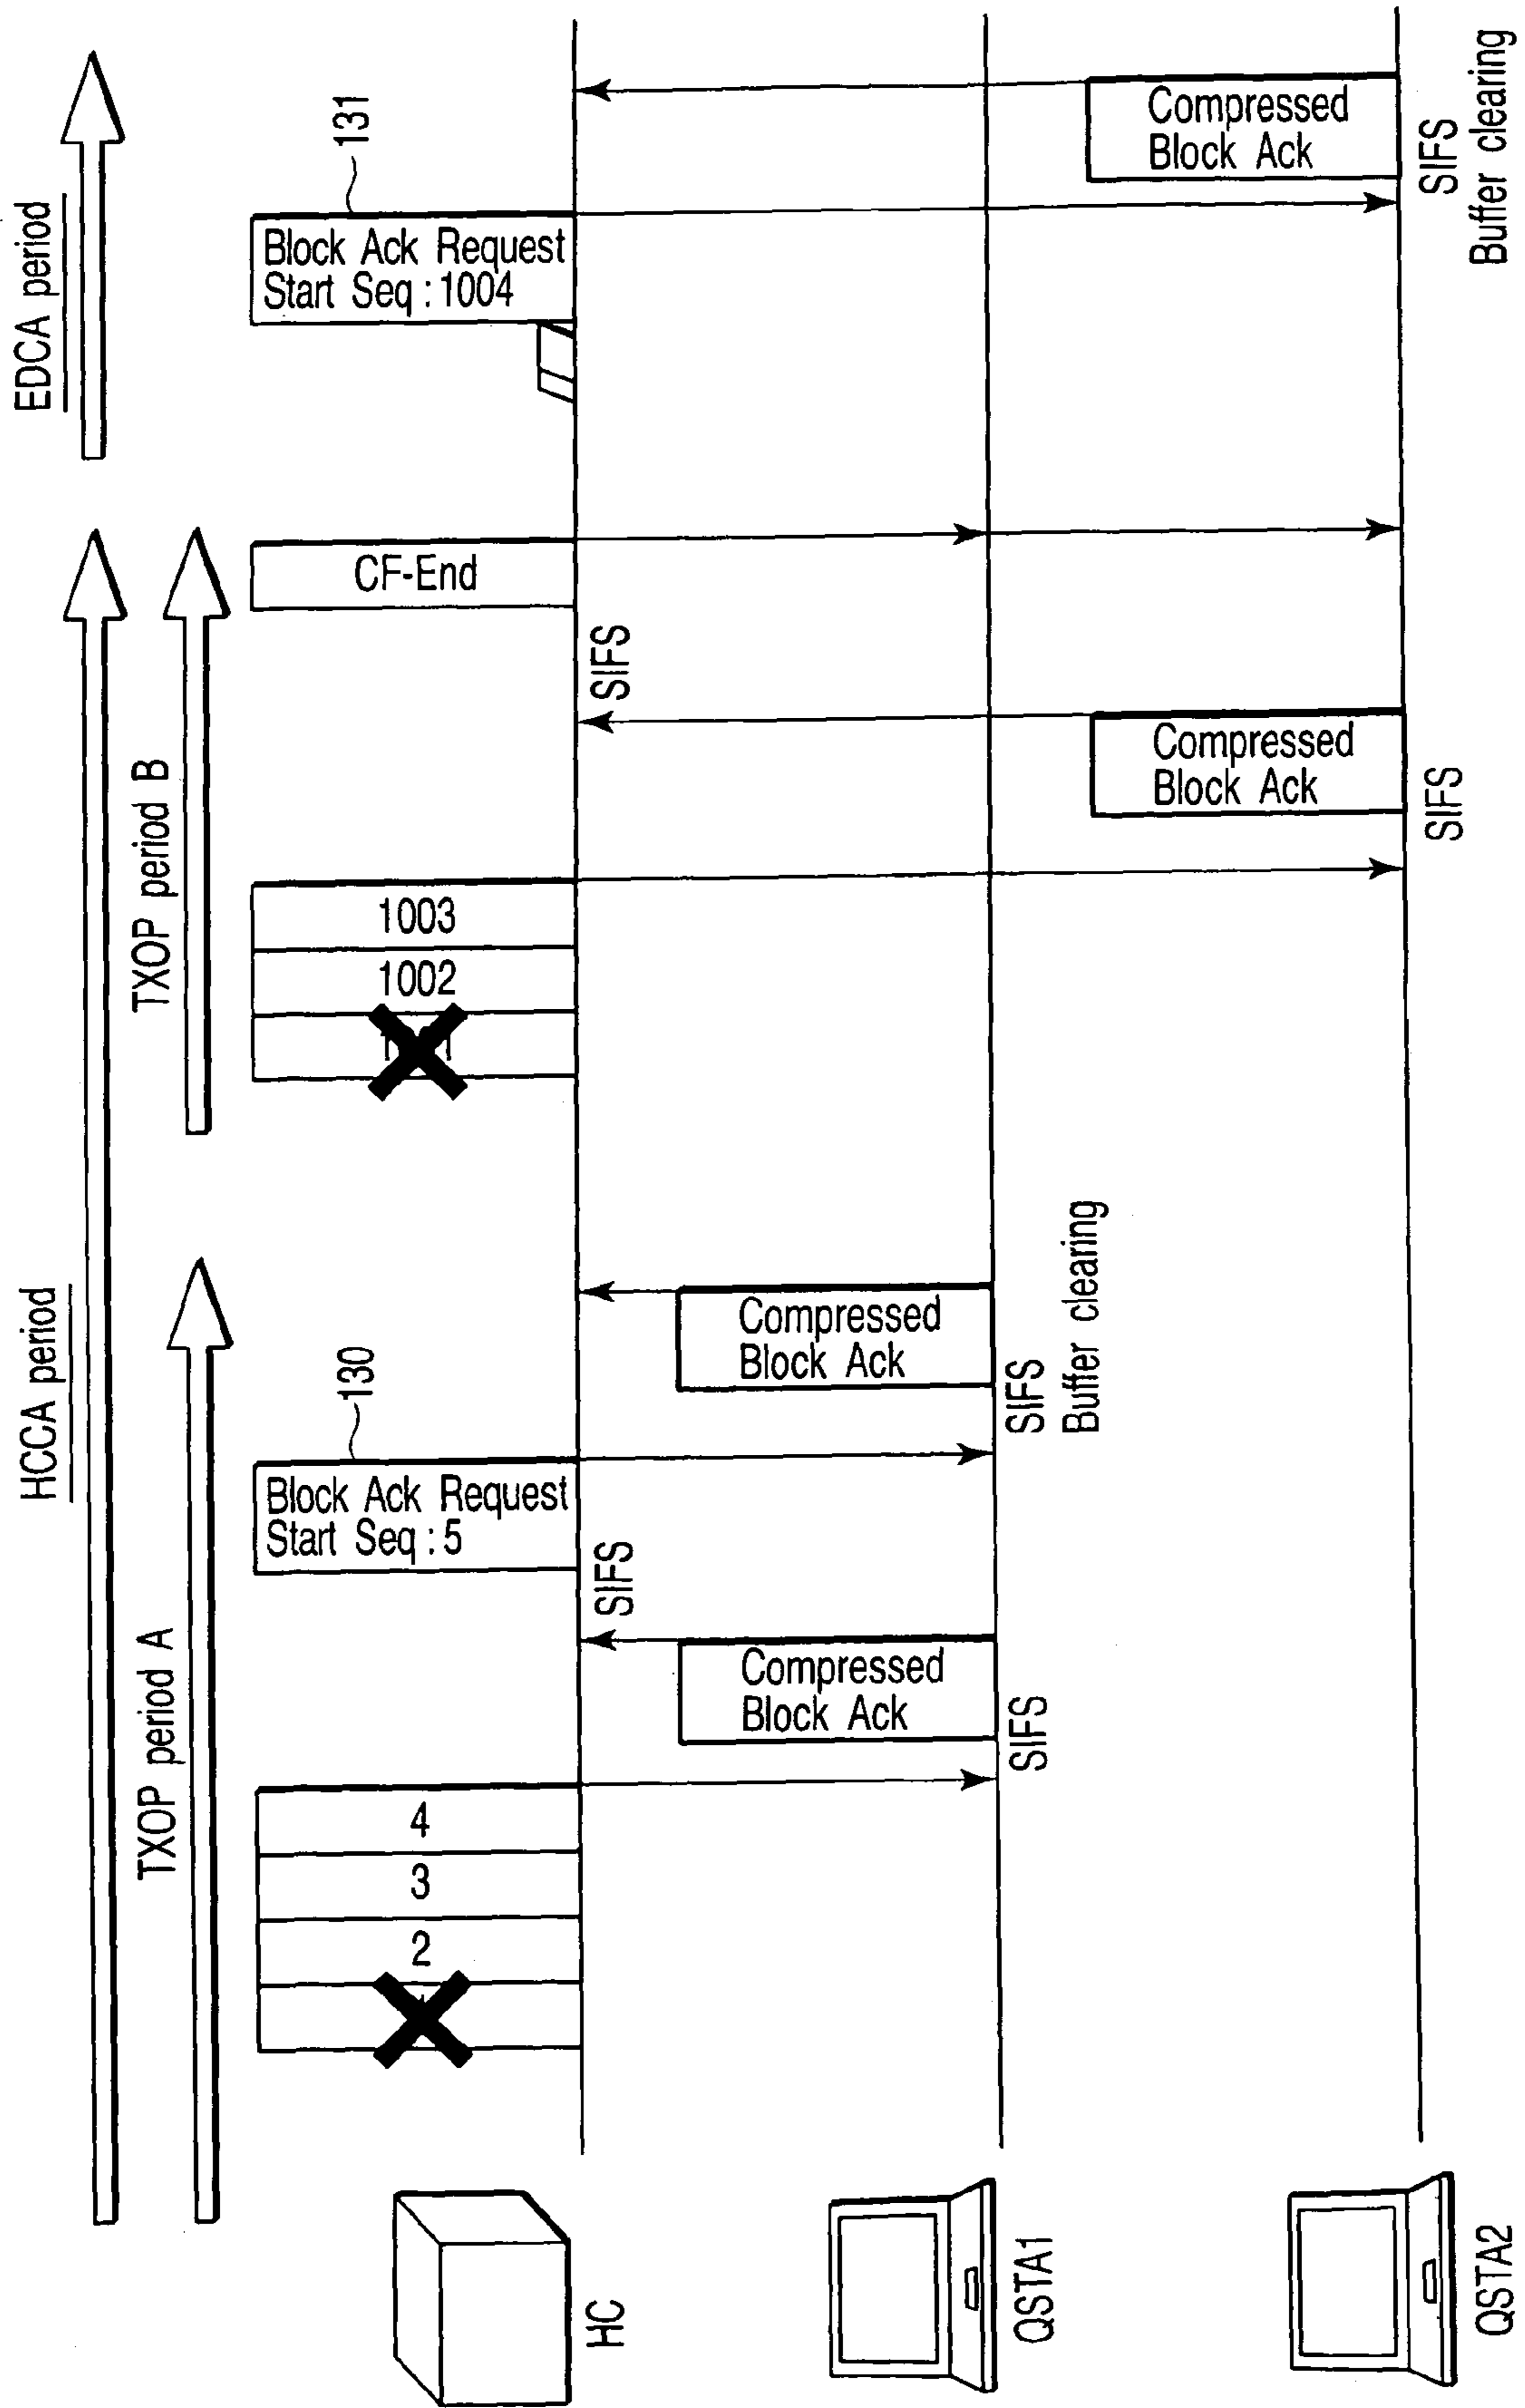 HCCA period
EDCA period
TXOP period A
TXOP period B
2
3
4
Block Ack Request
Start Seq : 5
130
1002
1003
CF-End
Block Ack Request
Start Seq : 1004
131
HC
SIFS
SIFS
Compressed
Block Ack
Compressed
Block Ack
QSTA1
SIFS
SIFS
Buffer clearing
Compressed
Block Ack
Compressed
Block Ack
QSTA2
SIFS
SIFS
Buffer clearing